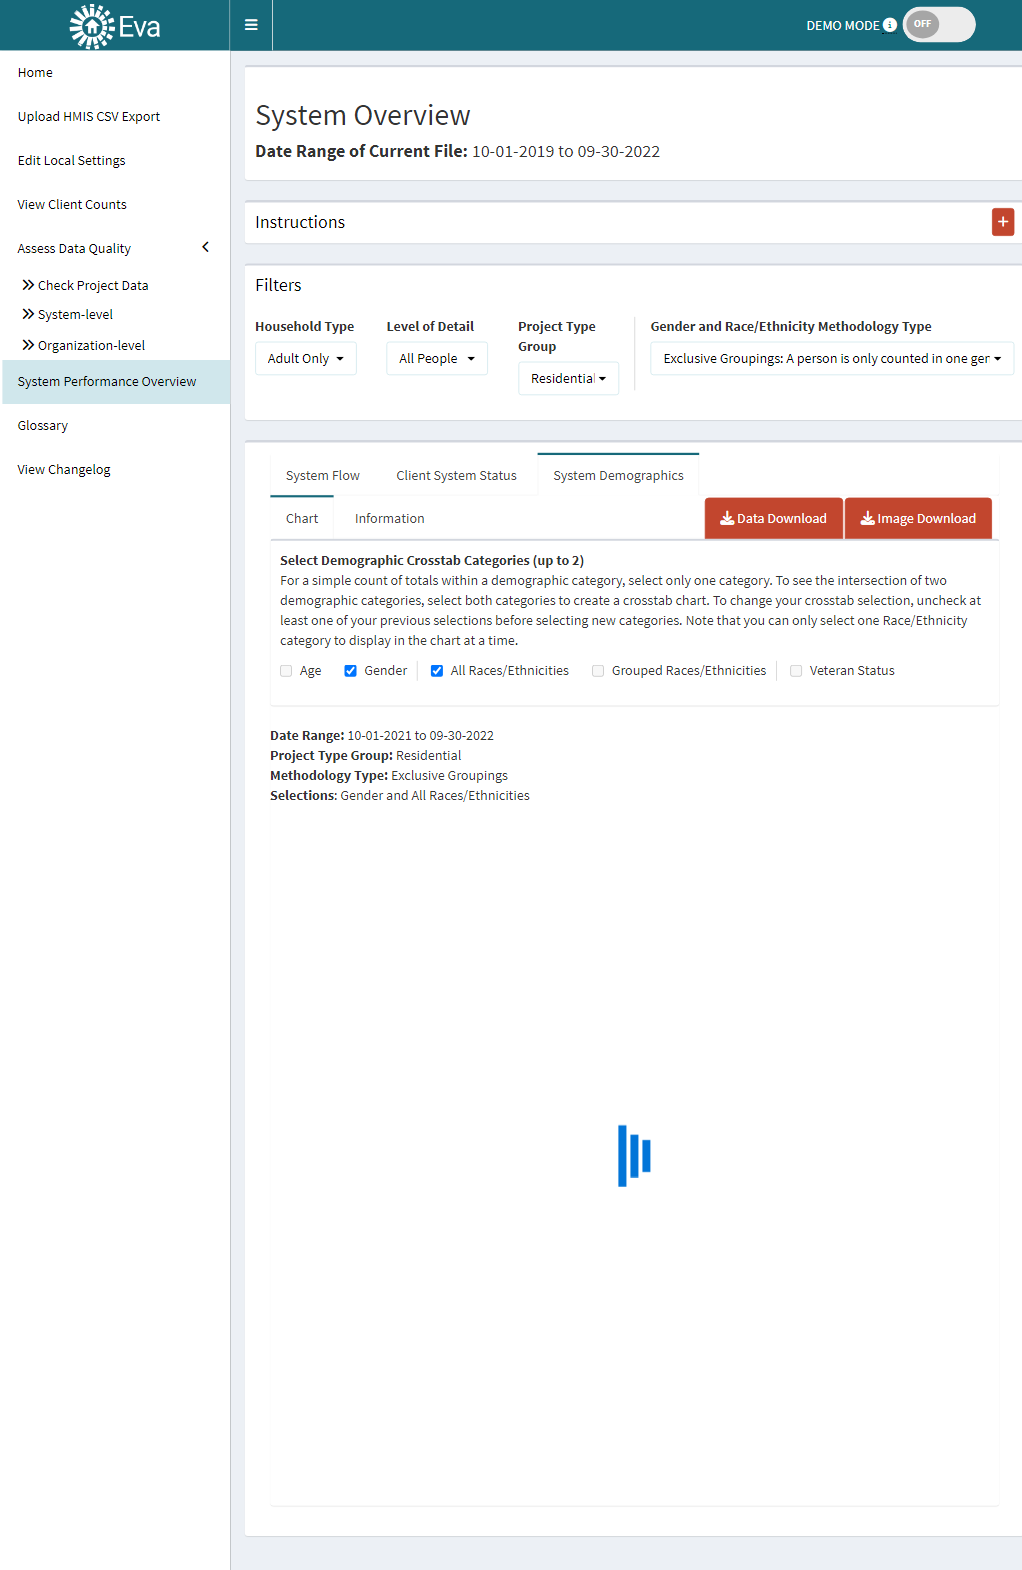 Eva
DEMO MODE
OFF
Home
Upload HMIS CSV Export
Edit Local Settings
View Client Counts
Assess Data Quality
Check Project Data
System-level
Organization-level
System Performance Overview
Glossary
View Changelog
System Overview
Date Range of Current File: 10-01-2019 to 09-30-2022
Instructions
Filters
Household Type
Adult Only
Level of Detail
All People
Project Type
Group
Residential
Gender and Race/Ethnicity Methodology Type
Exclusive Groupings: A person is only counted in one ger
System Flow Client System Status System Demographics
Chart Information Data Download Image Download
Select Demographic Crosstab Categories (up to 2)
For a simple count of totals within a demographic category, select only one category. To see the intersection of two
demographic categories, select both categories to create a crosstab chart. To change your crosstab selection, uncheck at
least one of your previous selections before selecting new categories. Note that you can only select one Race/Ethnicity
category to display in the chart at a time.
Age Gender All Races/Ethnicities Grouped Races/Ethnicities Veteran Status
Date Range: 10-01-2021 to 09-30-2022
Project Type Group: Residential
Methodology Type: Exclusive Groupings
Selections: Gender and All Races/Ethnicities